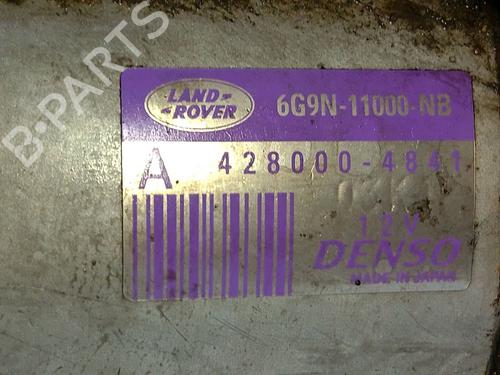 B-PARTS
LAND-
-ROVER
6G9N-11000-NB
A
428000-4841
12V
DENSO
MADE IN JAPAN